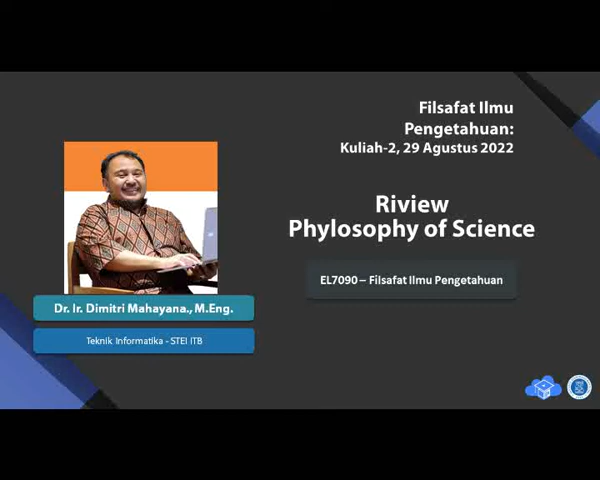 Filsafat Ilmu
Pengetahuan:
Kuliah-2, 29 Agustus 2022
Riview
Phylosophy of Science
EL7090 – Filsafat Ilmu Pengetahuan
Dr. Ir. Dimitri Mahayana., M.Eng.
Teknik Informatika - STEI ITB